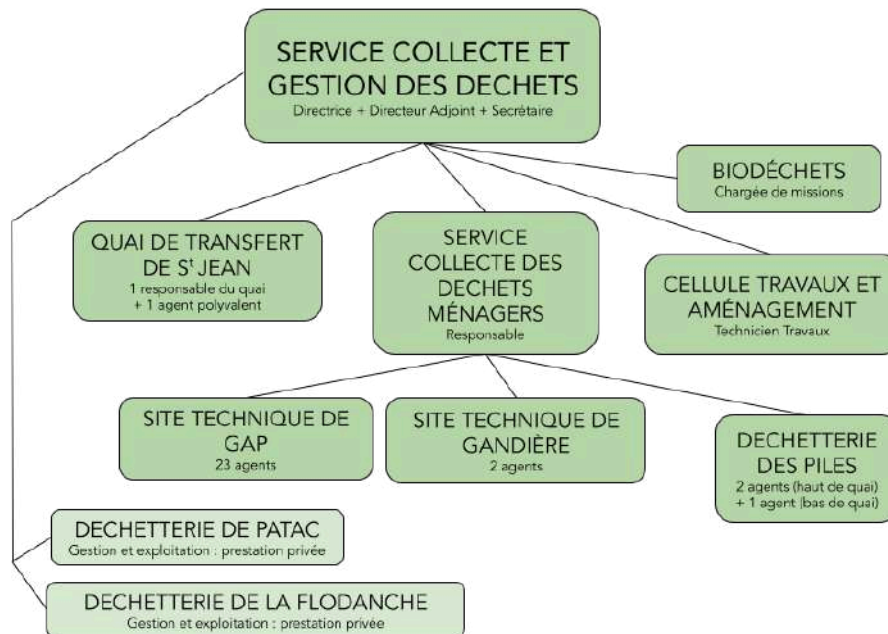 SERVICE COLLECTE ET
GESTION DES DECHETS
Directrice + Directeur Adjoint + Secrétaire
BIODÉCHETS
Chargée de missions
QUAI DE TRANSFERT
DE Sᵗ JEAN
1 responsable du quai
+ 1 agent polyvalent
SERVICE
COLLECTE DES
DECHETS
MÉNAGERS
Responsable
CELLULE TRAVAUX ET
AMÉNAGEMENT
Technicien Travaux
SITE TECHNIQUE DE
GAP
23 agents
SITE TECHNIQUE DE
GANDIÈRE
2 agents
DECHETTERIE
DES PILES
2 agents (haut de quai)
+ 1 agent (bas de quai)
DECHETTERIE DE PATAC
Gestion et exploitation : prestation privée
DECHETTERIE DE LA FLODANCHE
Gestion et exploitation : prestation privée